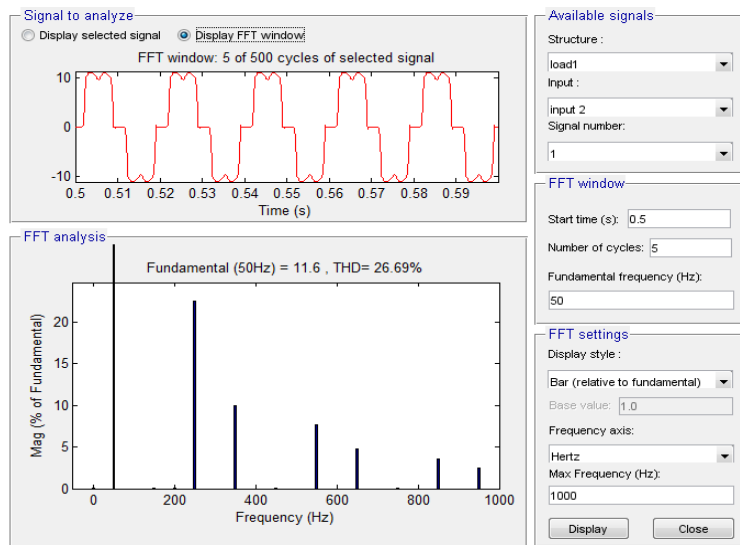 Signal to analyze
Display selected signal
Display FFT window
FFT window: 5 of 500 cycles of selected signal
10
0
-10
0.5 0.51 0.52 0.53 0.54 0.55 0.56 0.57 0.58 0.59
Time (s)
FFT analysis
Fundamental (50Hz) = 11.6 , THD= 26.69%
Mag (% of Fundamental)
20
15
10
5
0
0 200 400 600 800 1000
Frequency (Hz)
Available signals
Structure :
load1
Input :
input 2
Signal number:
1
FFT window
Start time (s): 0.5
Number of cycles: 5
Fundamental frequency (Hz):
50
FFT settings
Display style :
Bar (relative to fundamental)
Base value: 1.0
Frequency axis:
Hertz
Max Frequency (Hz):
1000
Display Close